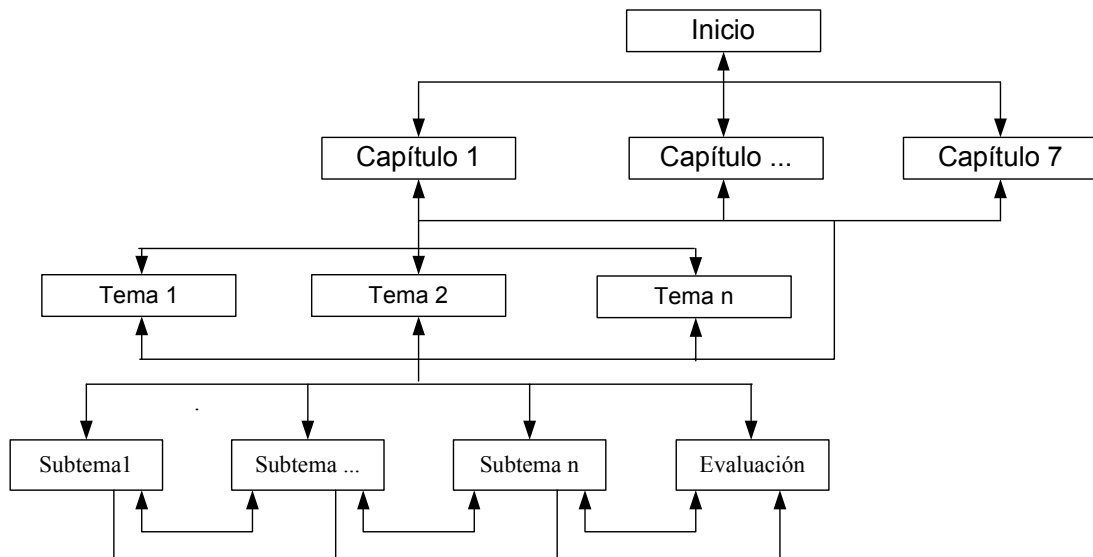 Inicio
Capítulo 1
Capítulo ...
Capítulo 7
Tema 1
Tema 2
Tema n
Subtema1
Subtema ...
Subtema n
Evaluación